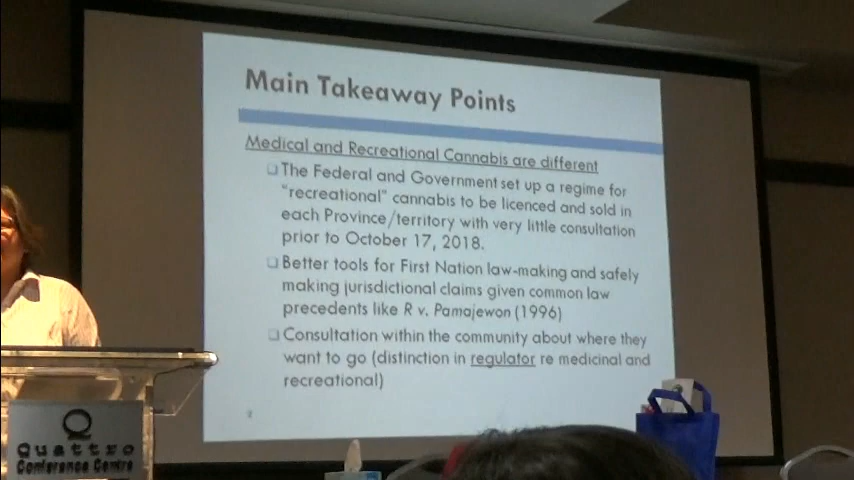 Main Takeaway Points
Medical and Recreational Cannabis are different
The Federal and Government set up a regime for
"recreational" cannabis to be licenced and sold in
each Province/territory with very little consultation
prior to October 17, 2018.
Better tools for First Nation law-making and safely
making jurisdictional claims given common law
precedents like R v. Pamajewon (1996)
Consultation within the community about where they
want to go (distinction in regulator re medicinal and
recreational)
Q
Quattro
Conference Centre